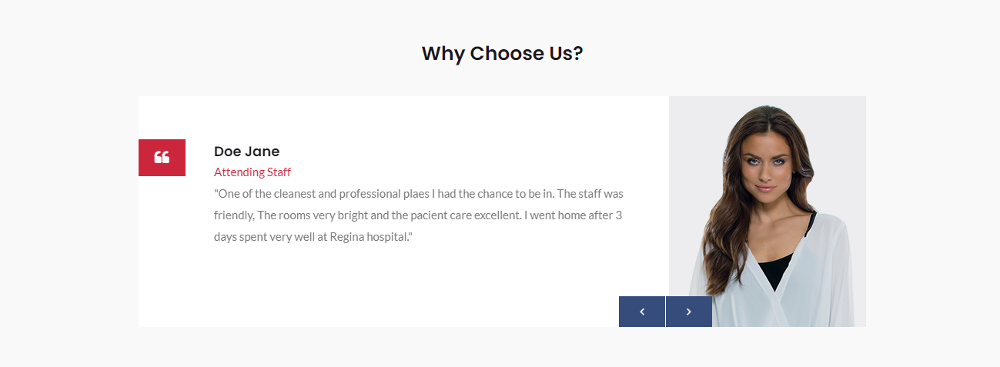 Why Choose Us?
Doe Jane
Attending Staff
"One of the cleanest and professional plaes I had the chance to be in. The staff was
friendly, The rooms very bright and the pacient care excellent. I went home after 3
days spent very well at Regina hospital."